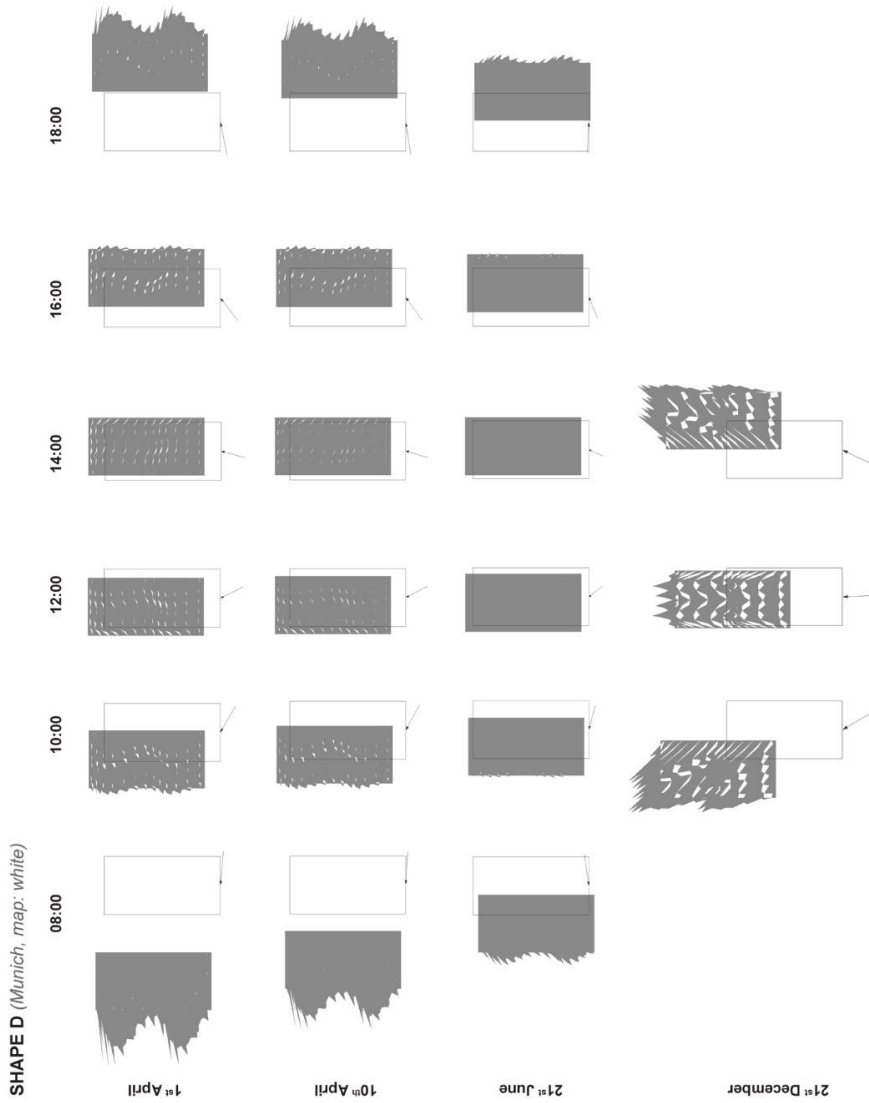 SHAPE D (Munich, map: white)
08:00 10:00 12:00 14:00 16:00 18:00
1st April
10th April
21st June
21st December